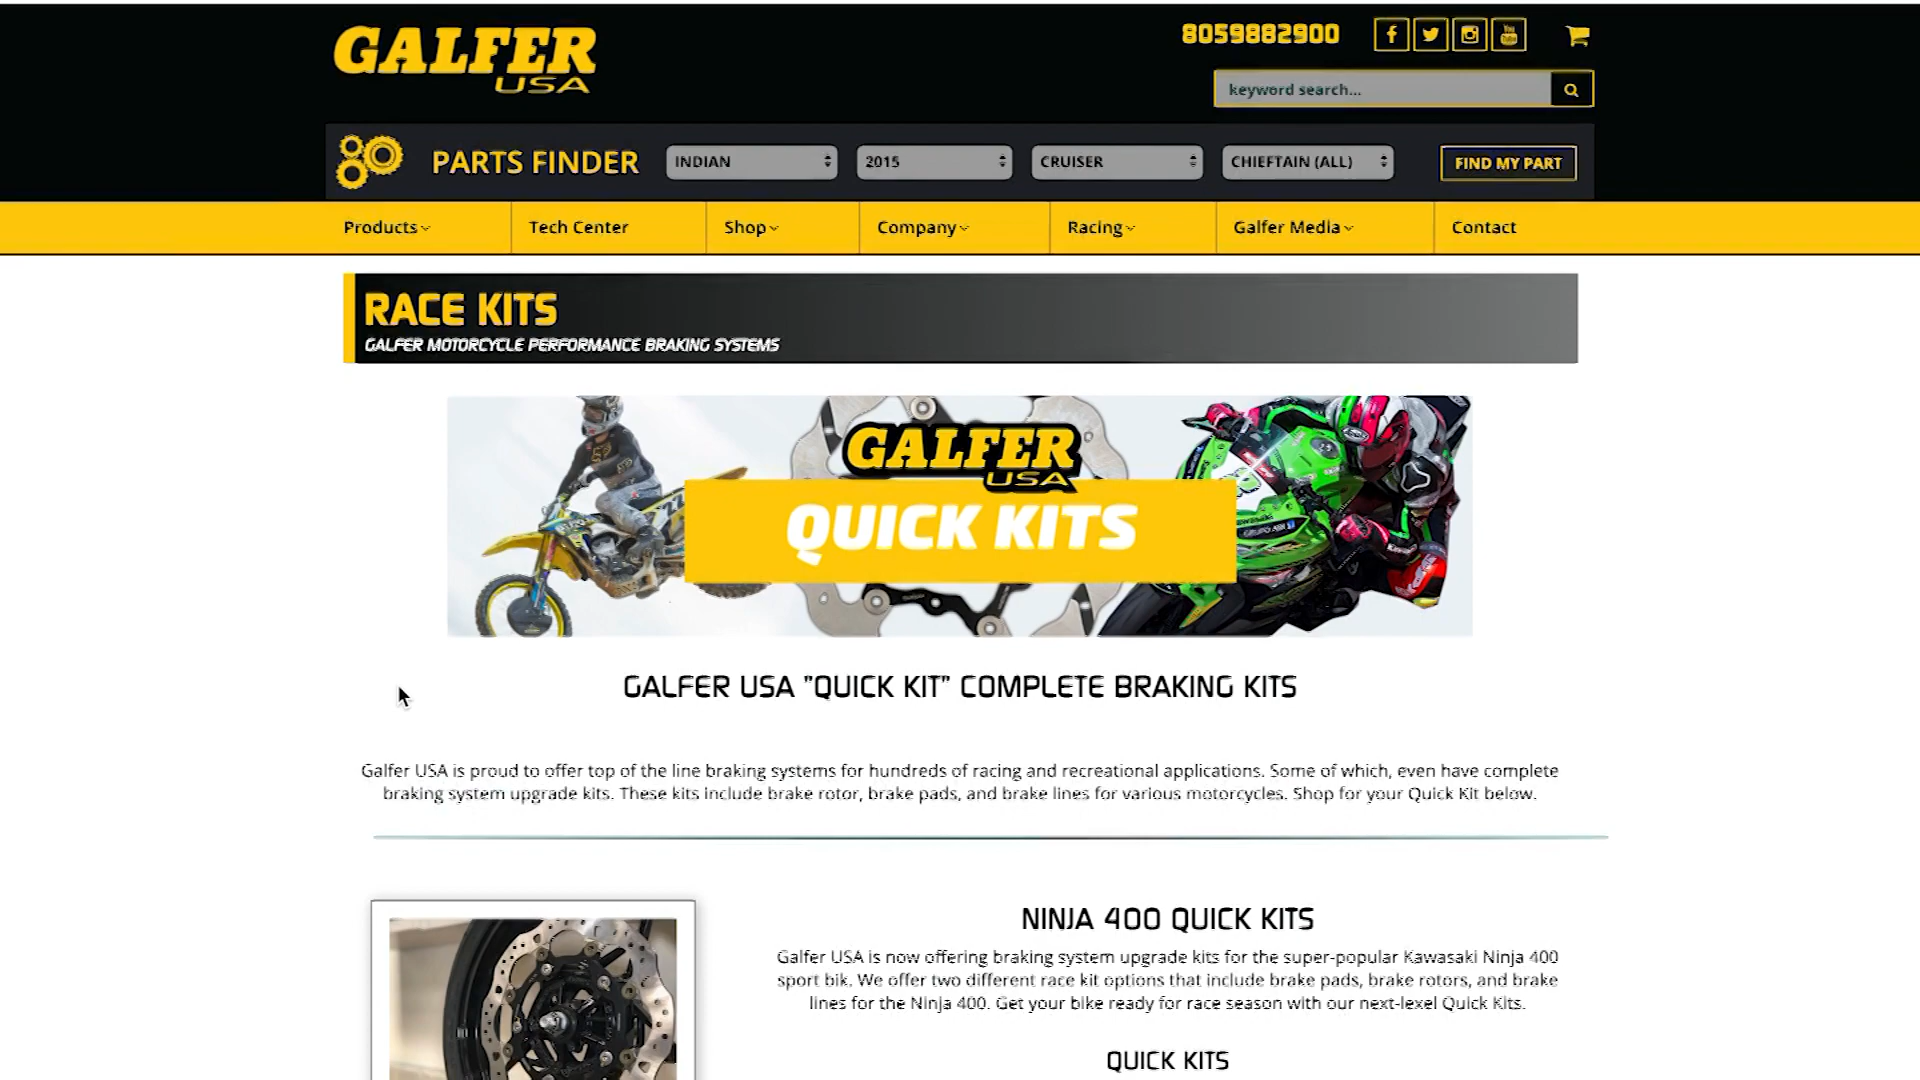 GALFER
USA
8059882900
keyword search...
PARTS FINDER
INDIAN
2015
CRUISER
CHIEFTAIN (ALL)
FIND MY PART
Products
Tech Center
Shop
Company
Racing
Galfer Media
Contact
RACE KITS
GALFER MOTORCYCLE PERFORMANCE BRAKING SYSTEMS
GALFER
USA
QUICK KITS
GALFER USA "QUICK KIT" COMPLETE BRAKING KITS
Galfer USA is proud to offer top of the line braking systems for hundreds of racing and recreational applications. Some of which, even have complete
braking system upgrade kits. These kits include brake rotor, brake pads, and brake lines for various motorcycles. Shop for your Quick Kit below.
NINJA 400 QUICK KITS
Galfer USA is now offering braking system upgrade kits for the super-popular Kawasaki Ninja 400
sport bik. We offer two different race kit options that include brake pads, brake rotors, and brake
lines for the Ninja 400. Get your bike ready for race season with our next-lexel Quick Kits.
QUICK KITS